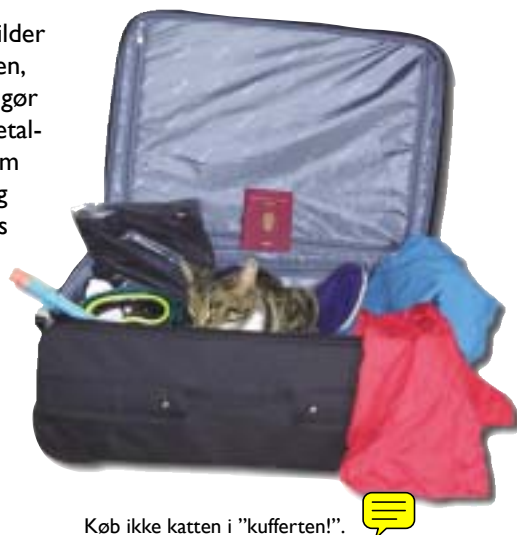 ilder
en,
gør
etal-
m
g
s
Køb ikke katten i ”kufferten!”.